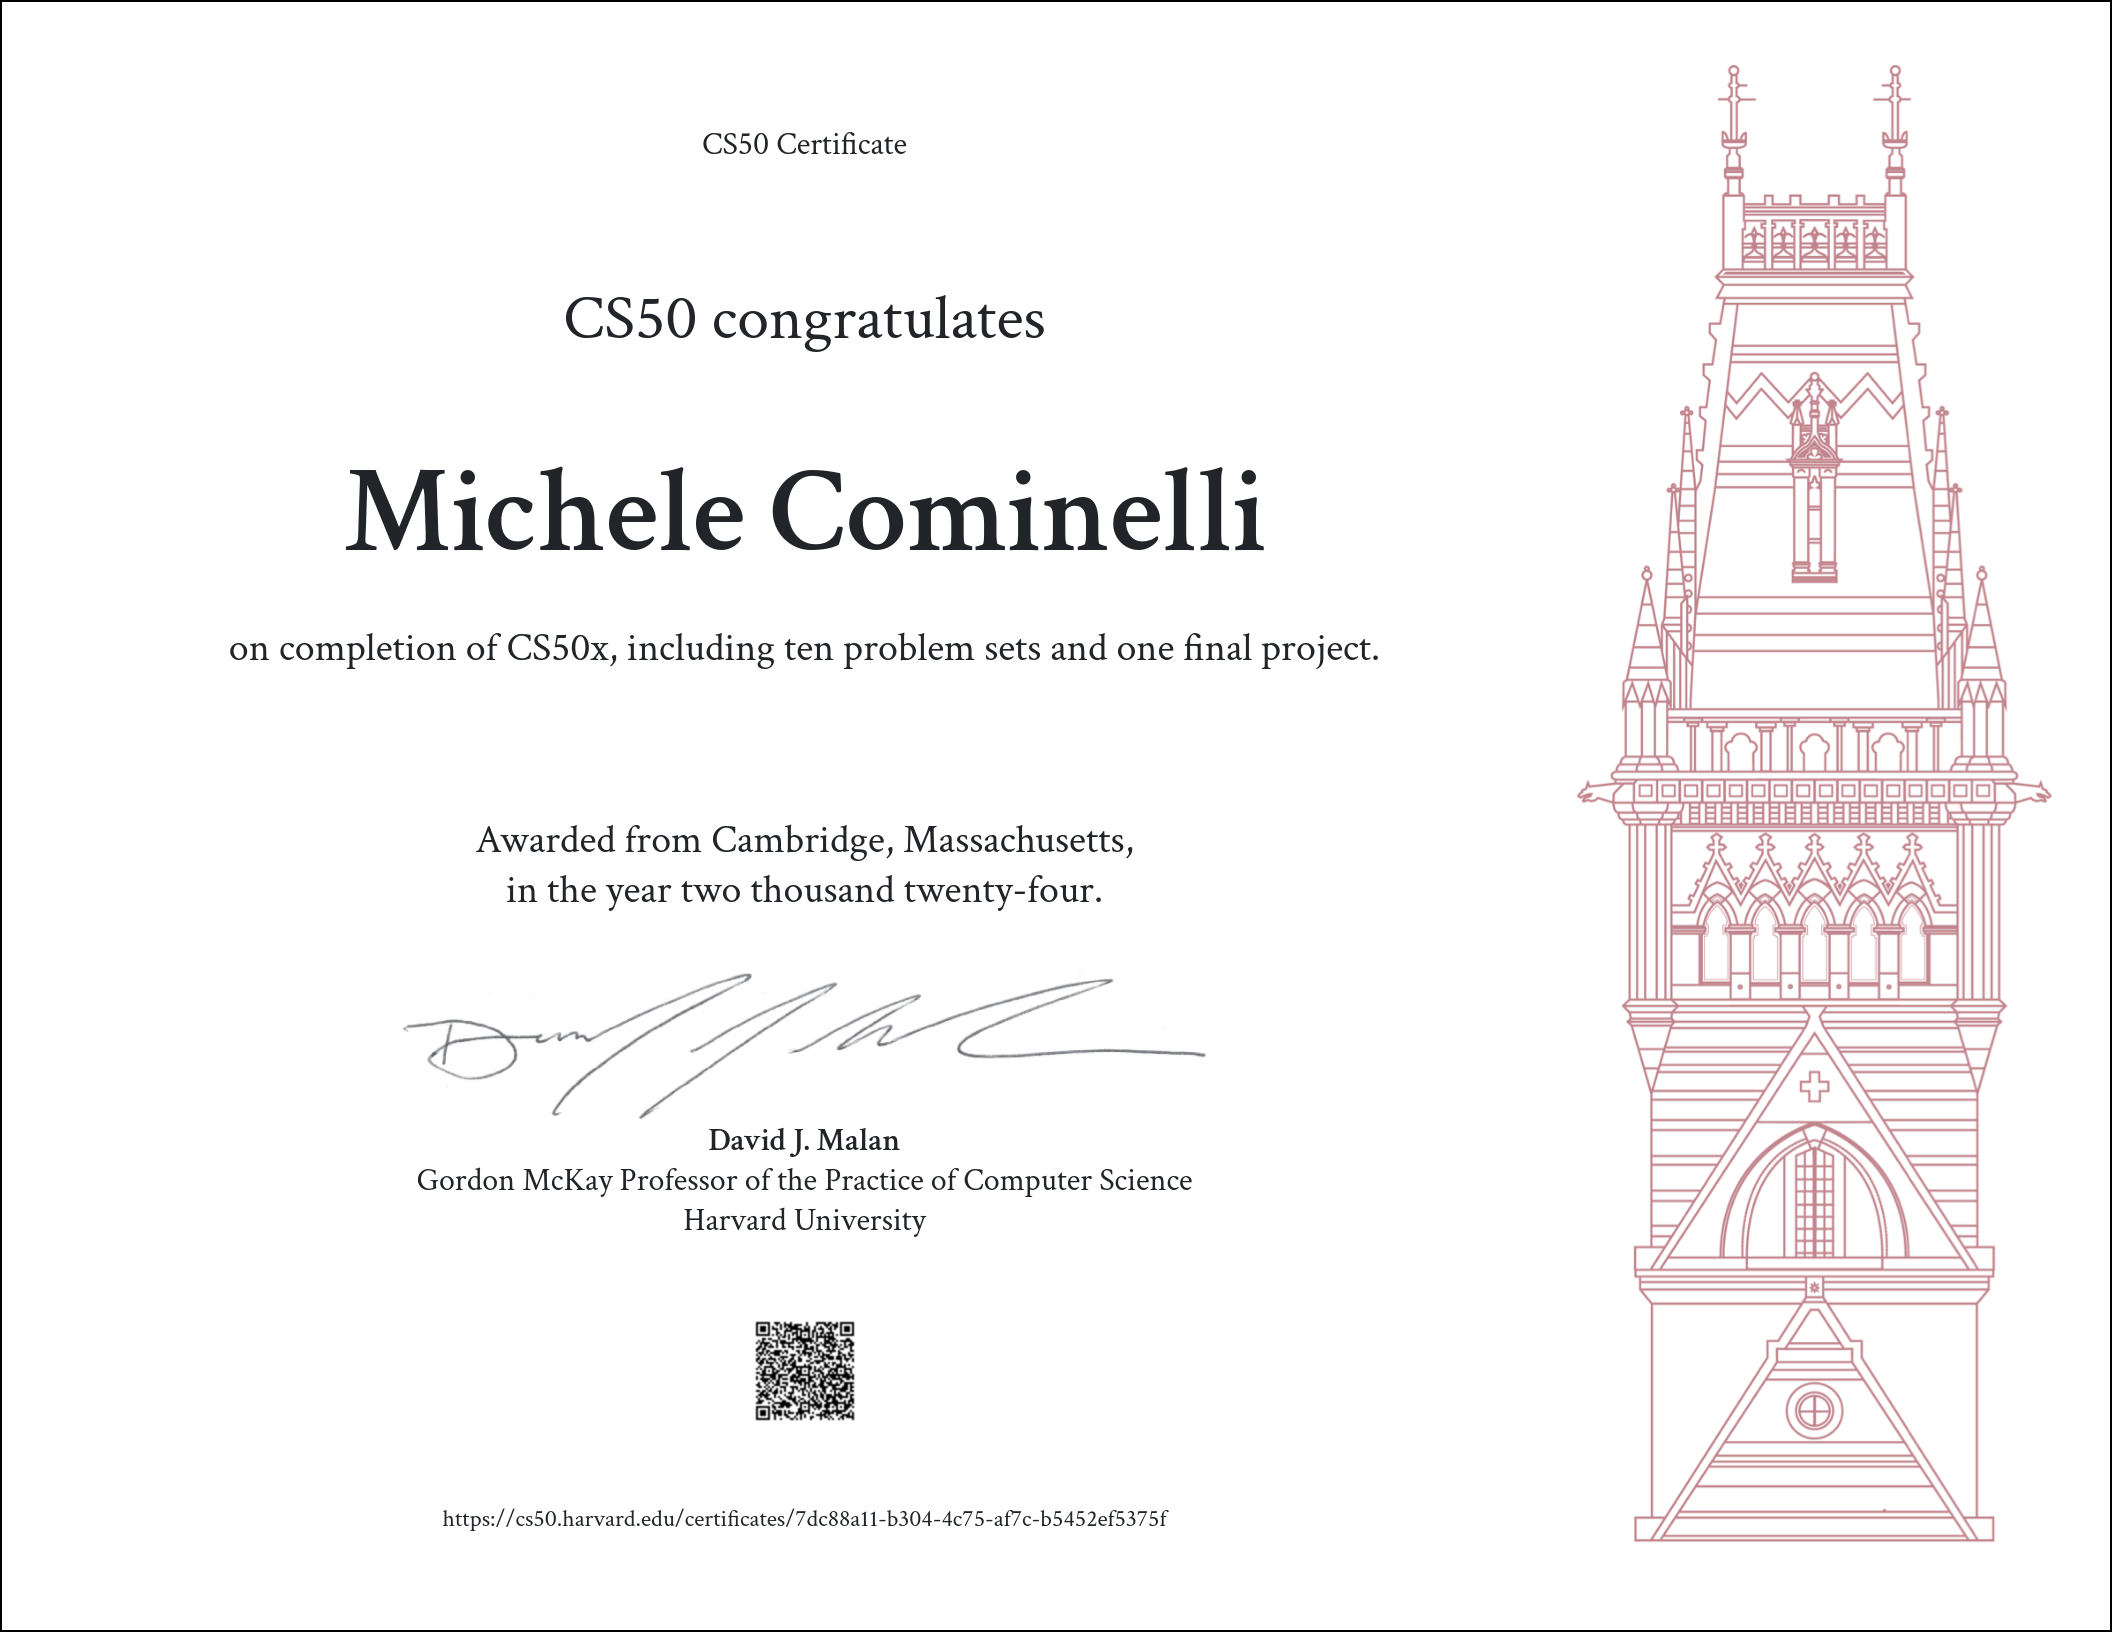 CS50 Certificate
CS50 congratulates
Michele Cominelli
on completion of CS50x, including ten problem sets and one final project.
Awarded from Cambridge, Massachusetts,
in the year two thousand twenty-four.
David J. Malan
Gordon McKay Professor of the Practice of Computer Science
Harvard University
https://cs50.harvard.edu/certificates/7dc88a11-b304-4c75-af7c-b5452ef5375f